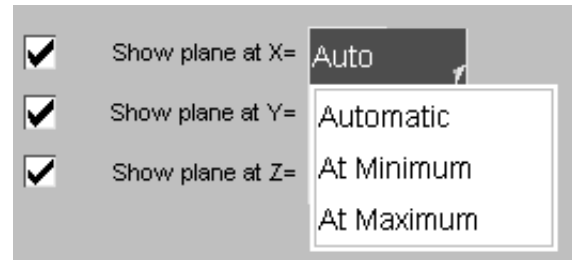 Show plane at X= Auto
Show plane at Y= Automatic
Show plane at Z= At Minimum
At Maximum